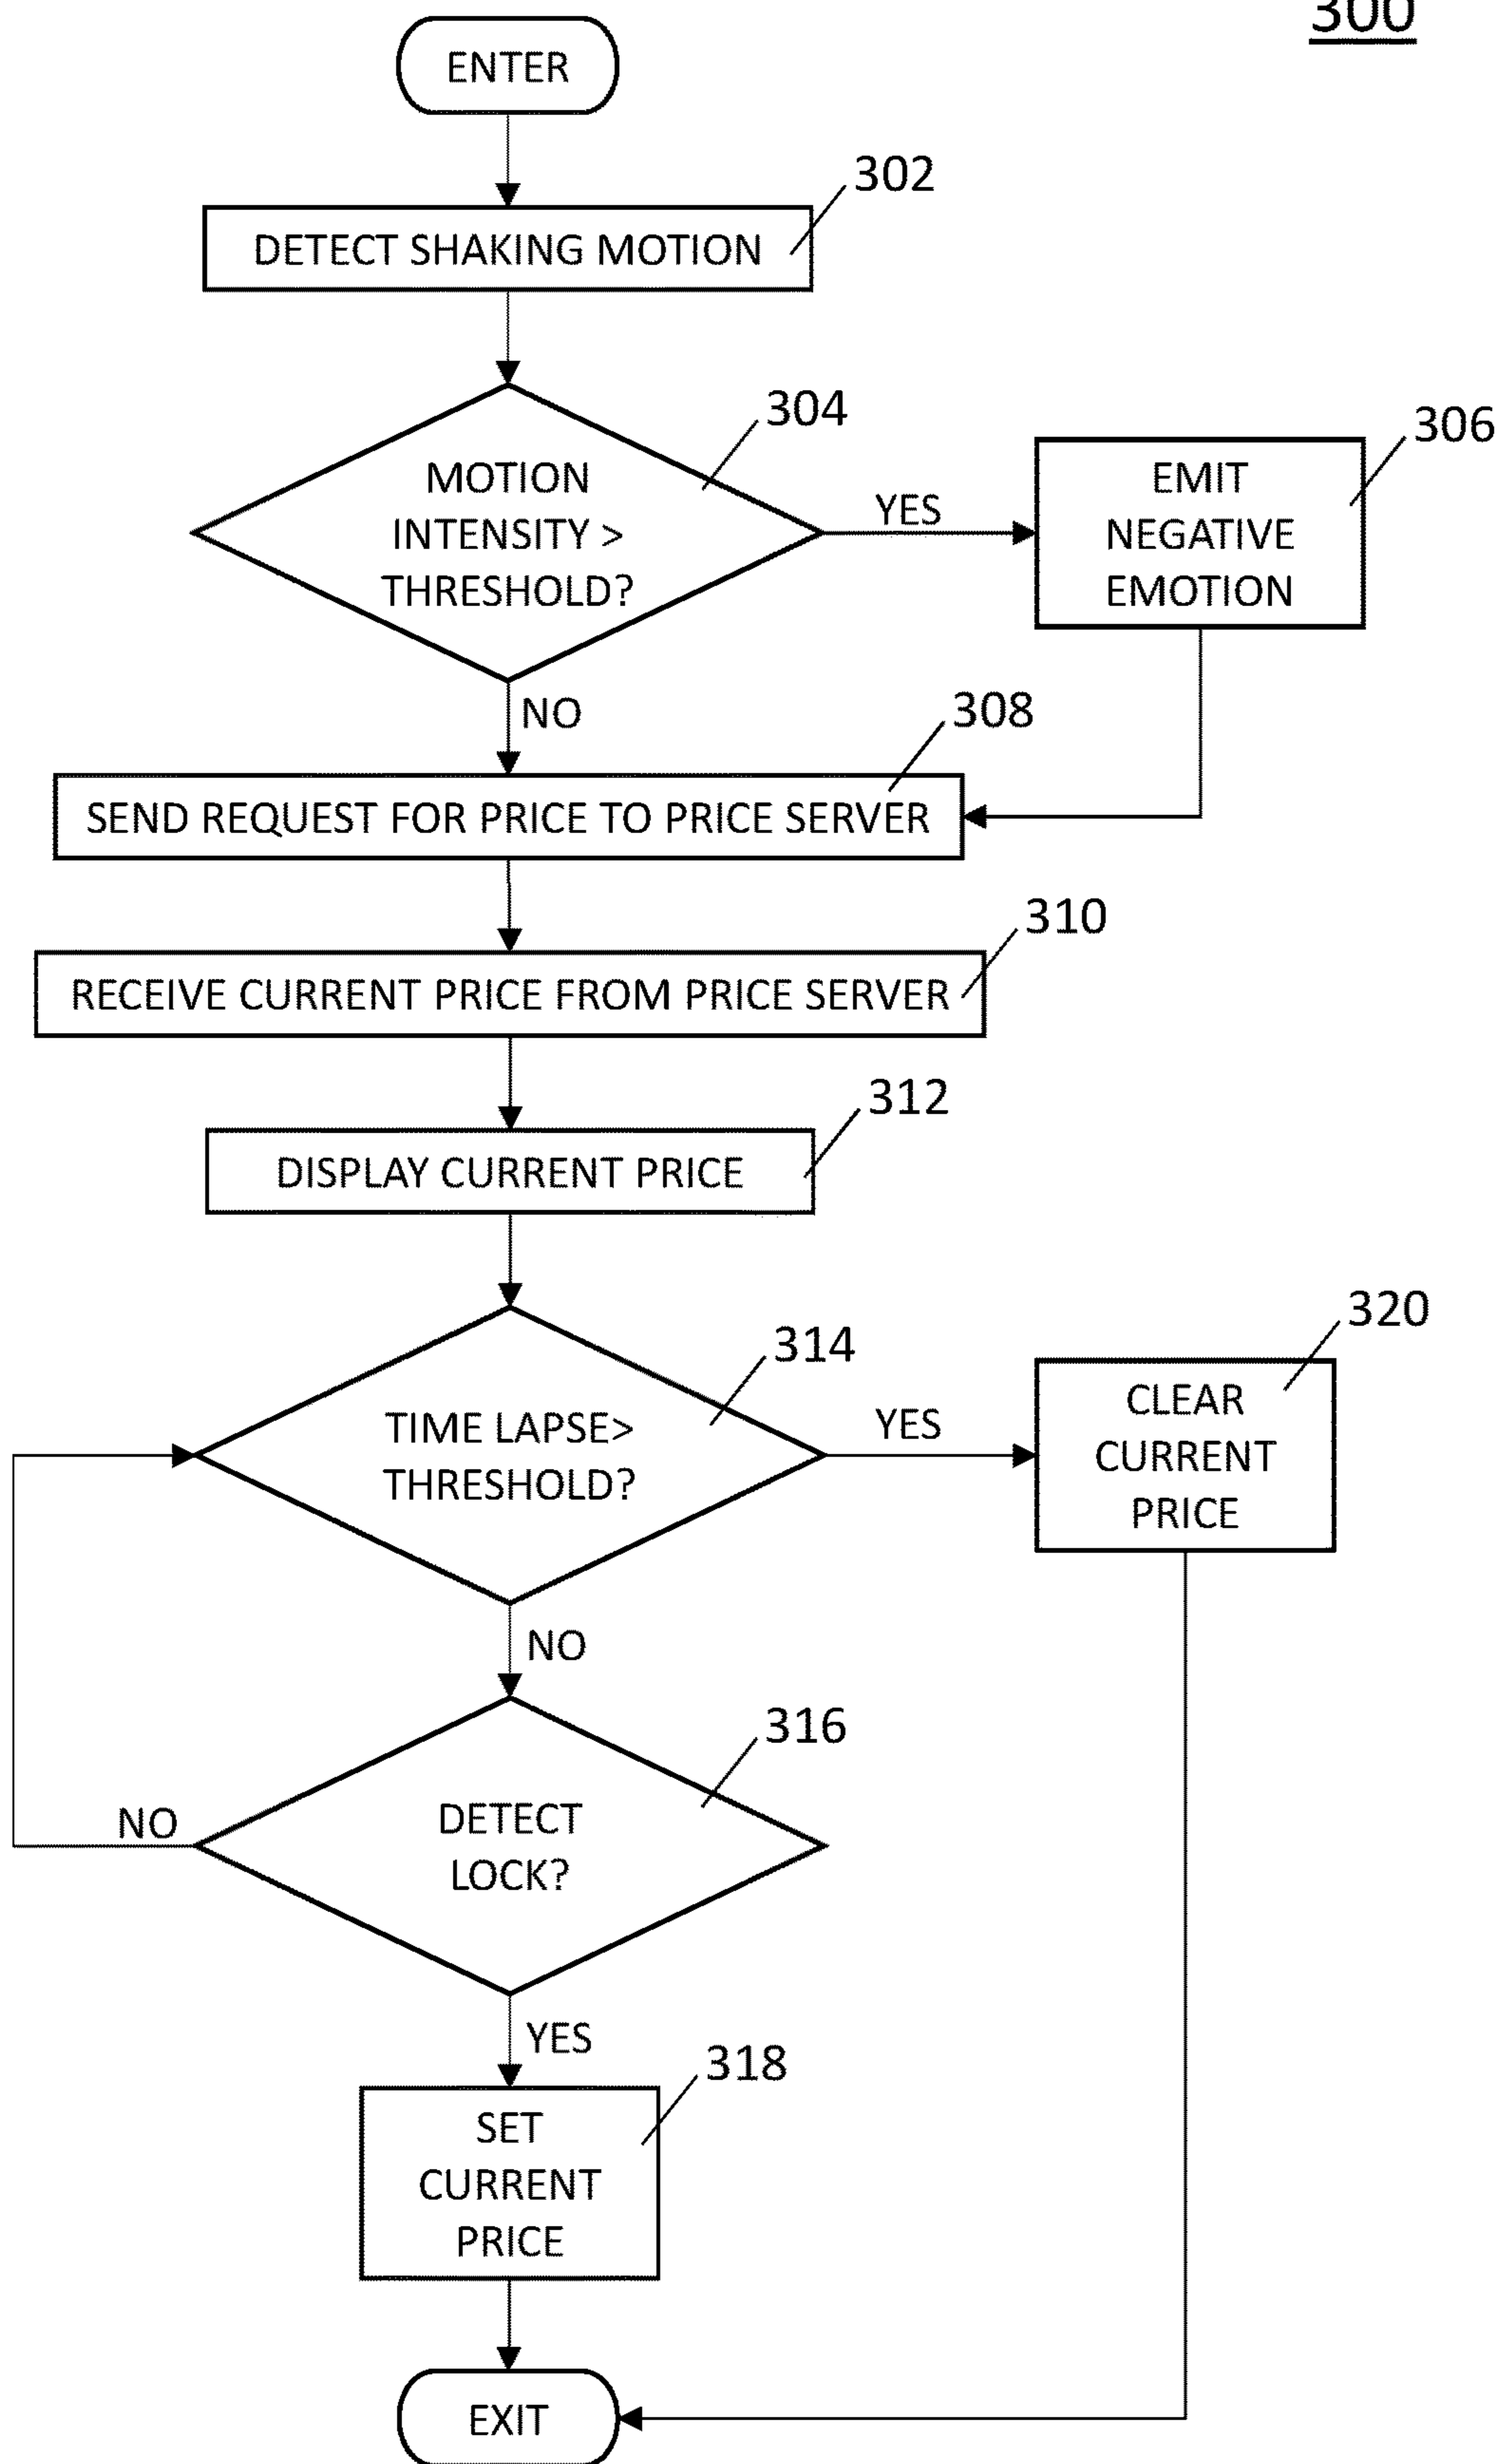 300
ENTER
302
DETECT SHAKING MOTION
304
MOTION
INTENSITY >
THRESHOLD?
YES
306
EMIT
NEGATIVE
EMOTION
NO
308
SEND REQUEST FOR PRICE TO PRICE SERVER
310
RECEIVE CURRENT PRICE FROM PRICE SERVER
312
DISPLAY CURRENT PRICE
314
TIME LAPSE>
THRESHOLD?
YES
320
CLEAR
CURRENT
PRICE
NO
316
DETECT
LOCK?
NO
YES
318
SET
CURRENT
PRICE
EXIT